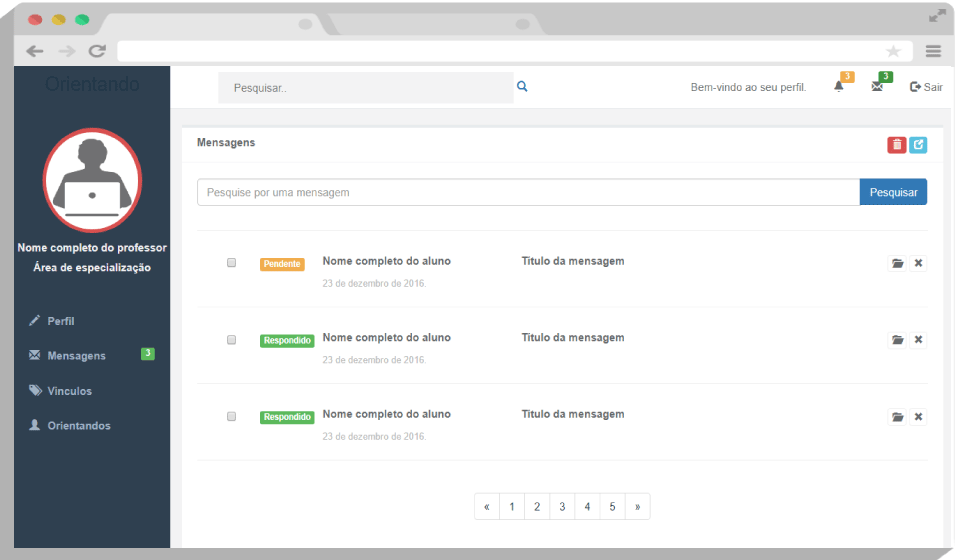 Orientando
Pesquisar..
Bem-vindo ao seu perfil.
3
3
Sair
Nome completo do professor
Área de especialização
Perfil
Mensagens 3
Vinculos
Orientandos
Mensagens
Pesquise por uma mensagem
Pesquisar
Pendente Nome completo do aluno Titulo da mensagem
23 de dezembro de 2016.
Respondido Nome completo do aluno Titulo da mensagem
23 de dezembro de 2016.
Respondido Nome completo do aluno Titulo da mensagem
23 de dezembro de 2016.
« 1 2 3 4 5 »